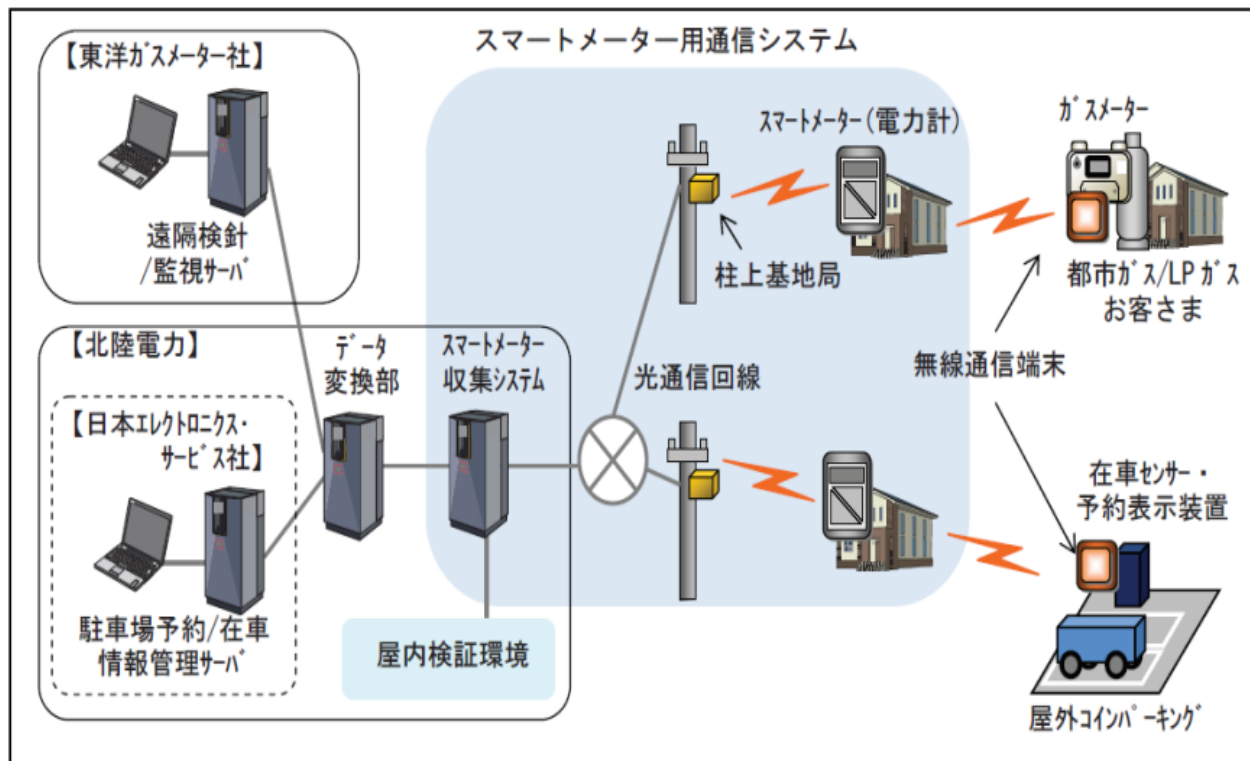 スマートメーター用通信システム
【東洋ガスメーター社】
遠隔検針
/監視サーバ
スマートメーター(電力計)
ガスメーター
柱上基地局
都市ガス/LPガス
お客さま
【北陸電力】
データ
変換部
スマートメーター
収集システム
光通信回線
無線通信端末
【日本エレクトロニクス・
サービス社】
駐車場予約/在車
情報管理サーバ
屋内検証環境
在車センサー・
予約表示装置
屋外コインパーキング